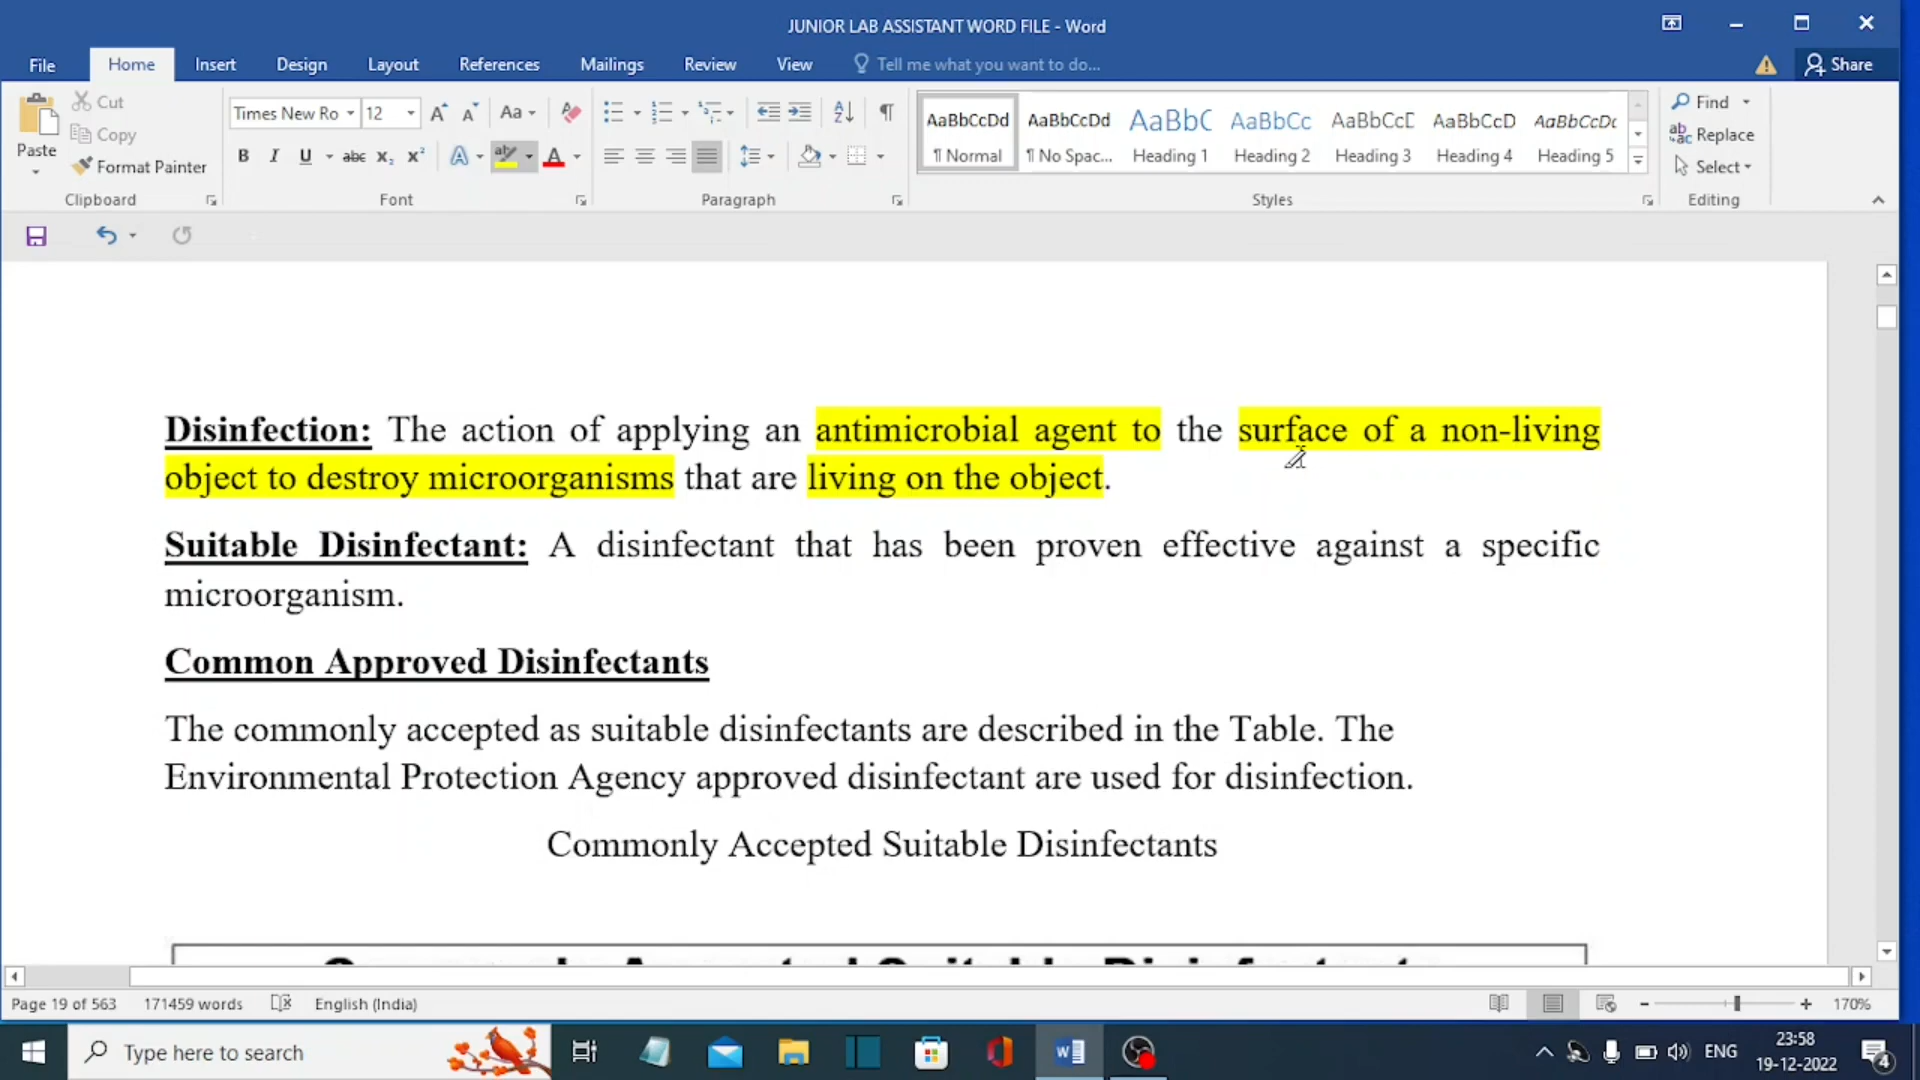 JUNIOR LAB ASSISTANT WORD FILE - Word
File Home Insert Design Layout References Mailings Review View Tell me what you want to do... Share
Paste
Cut
Copy
Format Painter
Clipboard
Times New Ro 12
Font
Paragraph
AaBbCcDd AaBbCcDd AaBbC AaBbCc AaBbCcD AaBbCcD AaBbCcDc
¶ Normal ¶ No Spac... Heading 1 Heading 2 Heading 3 Heading 4 Heading 5
Styles
Find
Replace
Select
Editing
Disinfection: The action of applying an antimicrobial agent to the surface of a non-living
object to destroy microorganisms that are living on the object.
Suitable Disinfectant: A disinfectant that has been proven effective against a specific
microorganism.
Common Approved Disinfectants
The commonly accepted as suitable disinfectants are described in the Table. The
Environmental Protection Agency approved disinfectant are used for disinfection.
Commonly Accepted Suitable Disinfectants
Page 19 of 563 171459 words English (India) 170%
Type here to search
ENG
23:58
19-12-2022
4